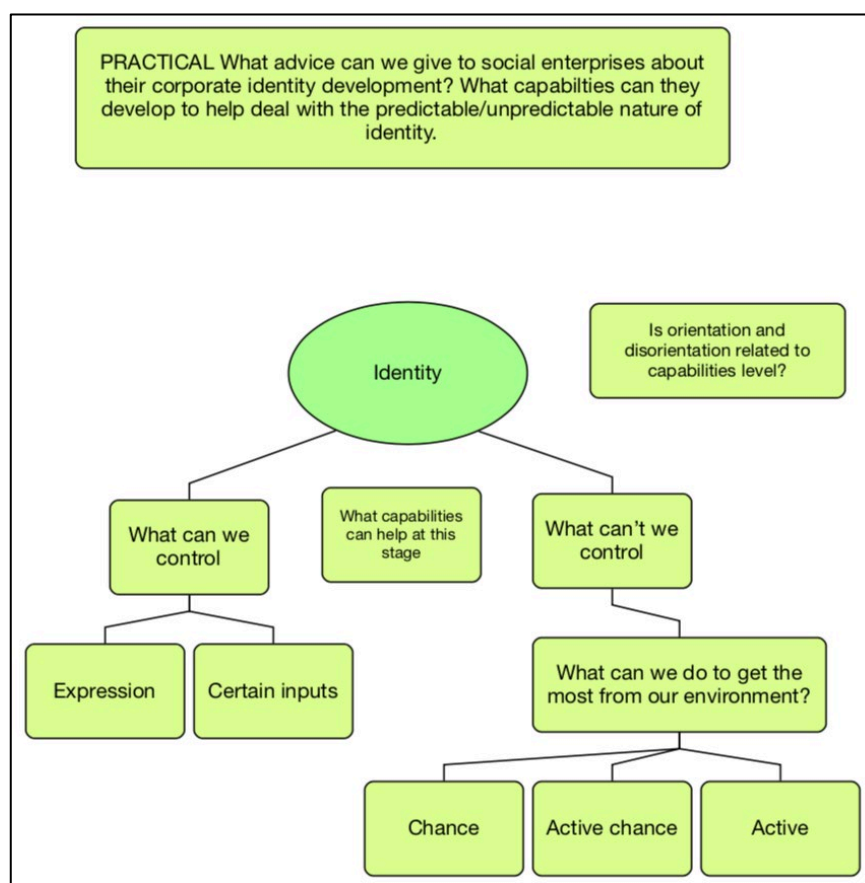 PRACTICAL What advice can we give to social enterprises about
their corporate identity development? What capabilties can they
develop to help deal with the predictable/unpredictable nature of
identity.
Is orientation and
disorientation related to
capabilities level?
Identity
What capabilities
can help at this
stage
What can we
control
What can't we
control
Expression
Certain inputs
What can we do to get the
most from our environment?
Chance
Active chance
Active